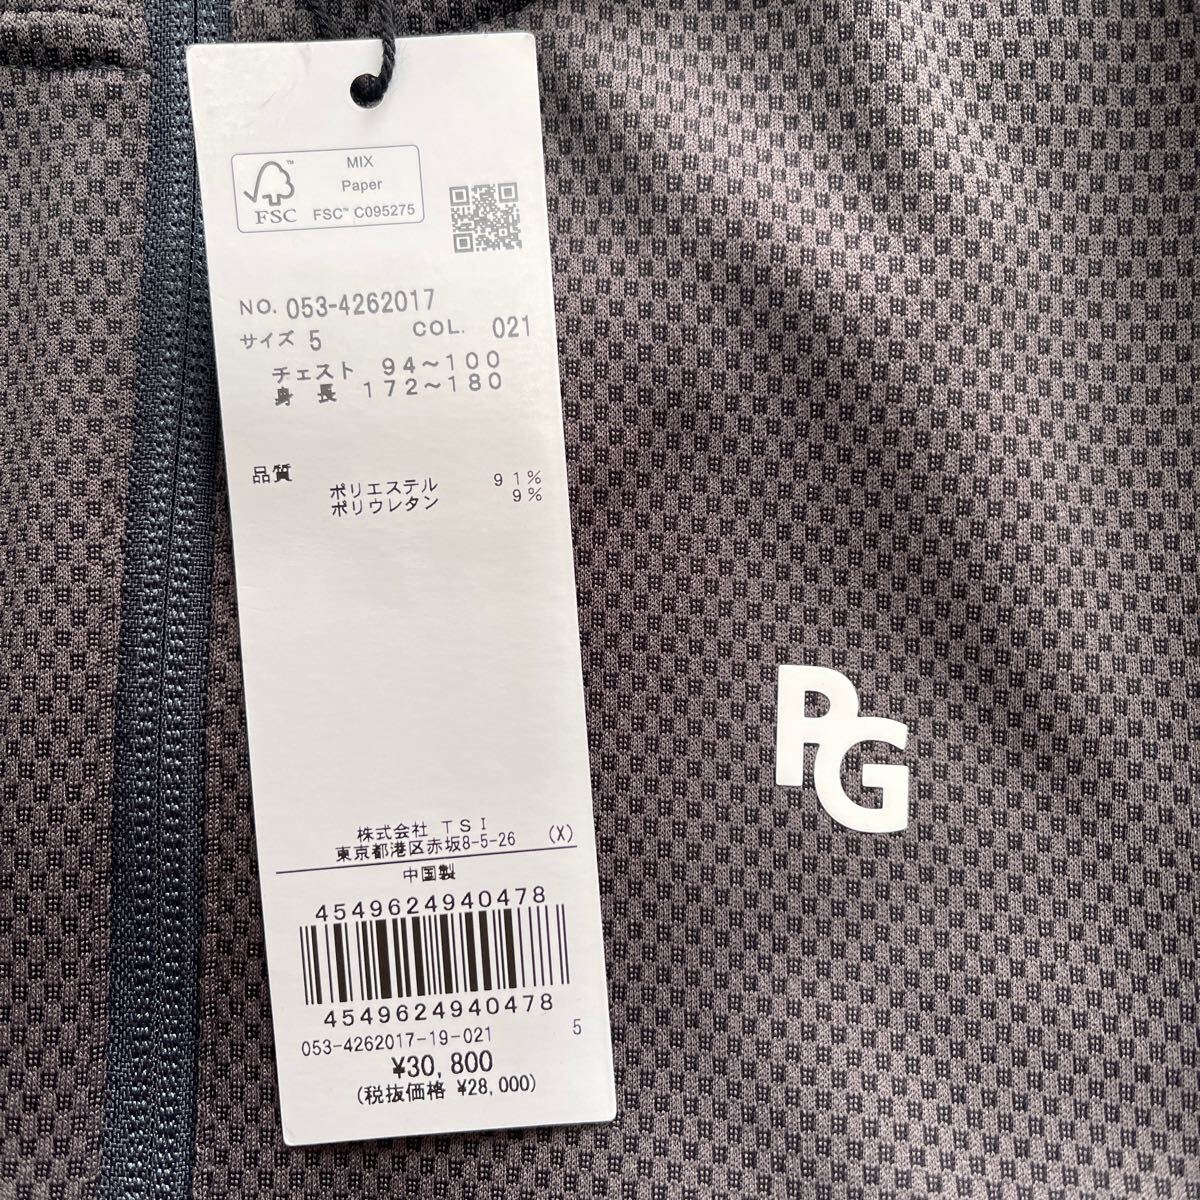 MIX
Paper
FSC™ C095275
FSC
NO. 053-4262017
サイズ 5 COL. 021
チェスト 94～100
身長 172～180
品質
ポリエステル 91%
ポリウレタン 9%
株式会社 TSI
東京都港区赤坂8-5-26 (X)
中国製
4549624940478
4549624940478
053-4262017-19-021 5
¥30,800
(税抜価格 ¥28,000)
PG